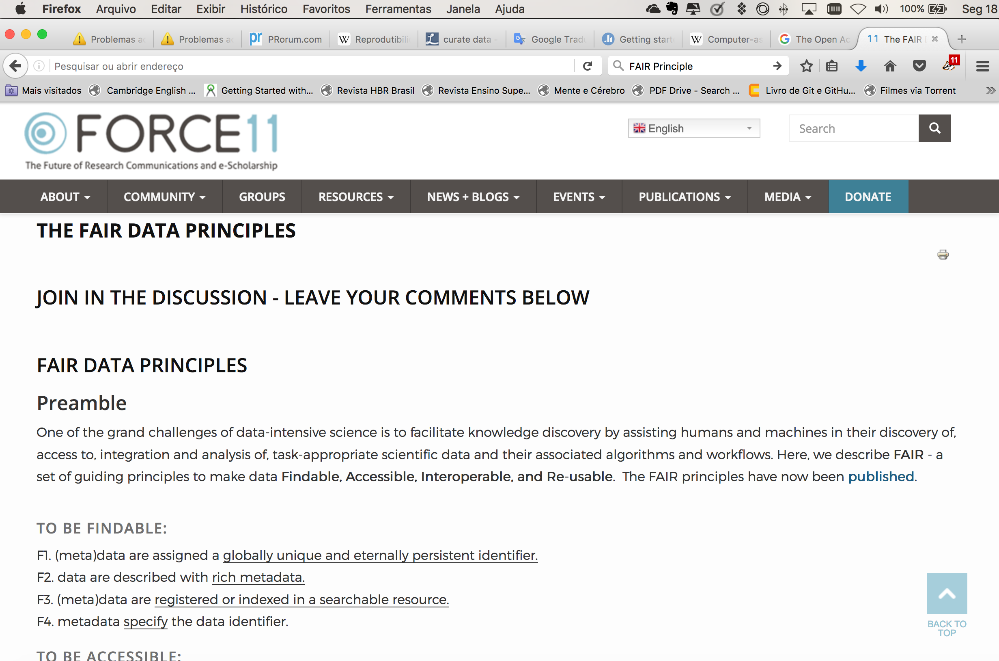 Firefox Arquivo Editar Exibir Histórico Favoritos Ferramentas Janela Ajuda 100% Seg 18
Problemas ac Problemas ac pr PRorum.com W Reprodutibili curate data - Google Tradu Getting start W Computer-as G The Open Ac 11 The FAIR
Pesquisar ou abrir endereço FAIR Principle 11
Mais visitados Cambridge English ... Getting Started with... Revista HBR Brasil Revista Ensino Supe... Mente e Cérebro PDF Drive - Search ... Livro de Git e GitHu... Filmes via Torrent
FORCE11 English Search
The Future of Research Communications and e-Scholarship
ABOUT COMMUNITY GROUPS RESOURCES NEWS + BLOGS EVENTS PUBLICATIONS MEDIA DONATE
THE FAIR DATA PRINCIPLES
JOIN IN THE DISCUSSION - LEAVE YOUR COMMENTS BELOW
FAIR DATA PRINCIPLES
Preamble
One of the grand challenges of data-intensive science is to facilitate knowledge discovery by assisting humans and machines in their discovery of,
access to, integration and analysis of, task-appropriate scientific data and their associated algorithms and workflows. Here, we describe FAIR - a
set of guiding principles to make data Findable, Accessible, Interoperable, and Re-usable. The FAIR principles have now been published.
TO BE FINDABLE:
F1. (meta)data are assigned a globally unique and eternally persistent identifier.
F2. data are described with rich metadata.
F3. (meta)data are registered or indexed in a searchable resource.
F4. metadata specify the data identifier.
BACK TO
TOP
TO BE ACCESSIBLE: